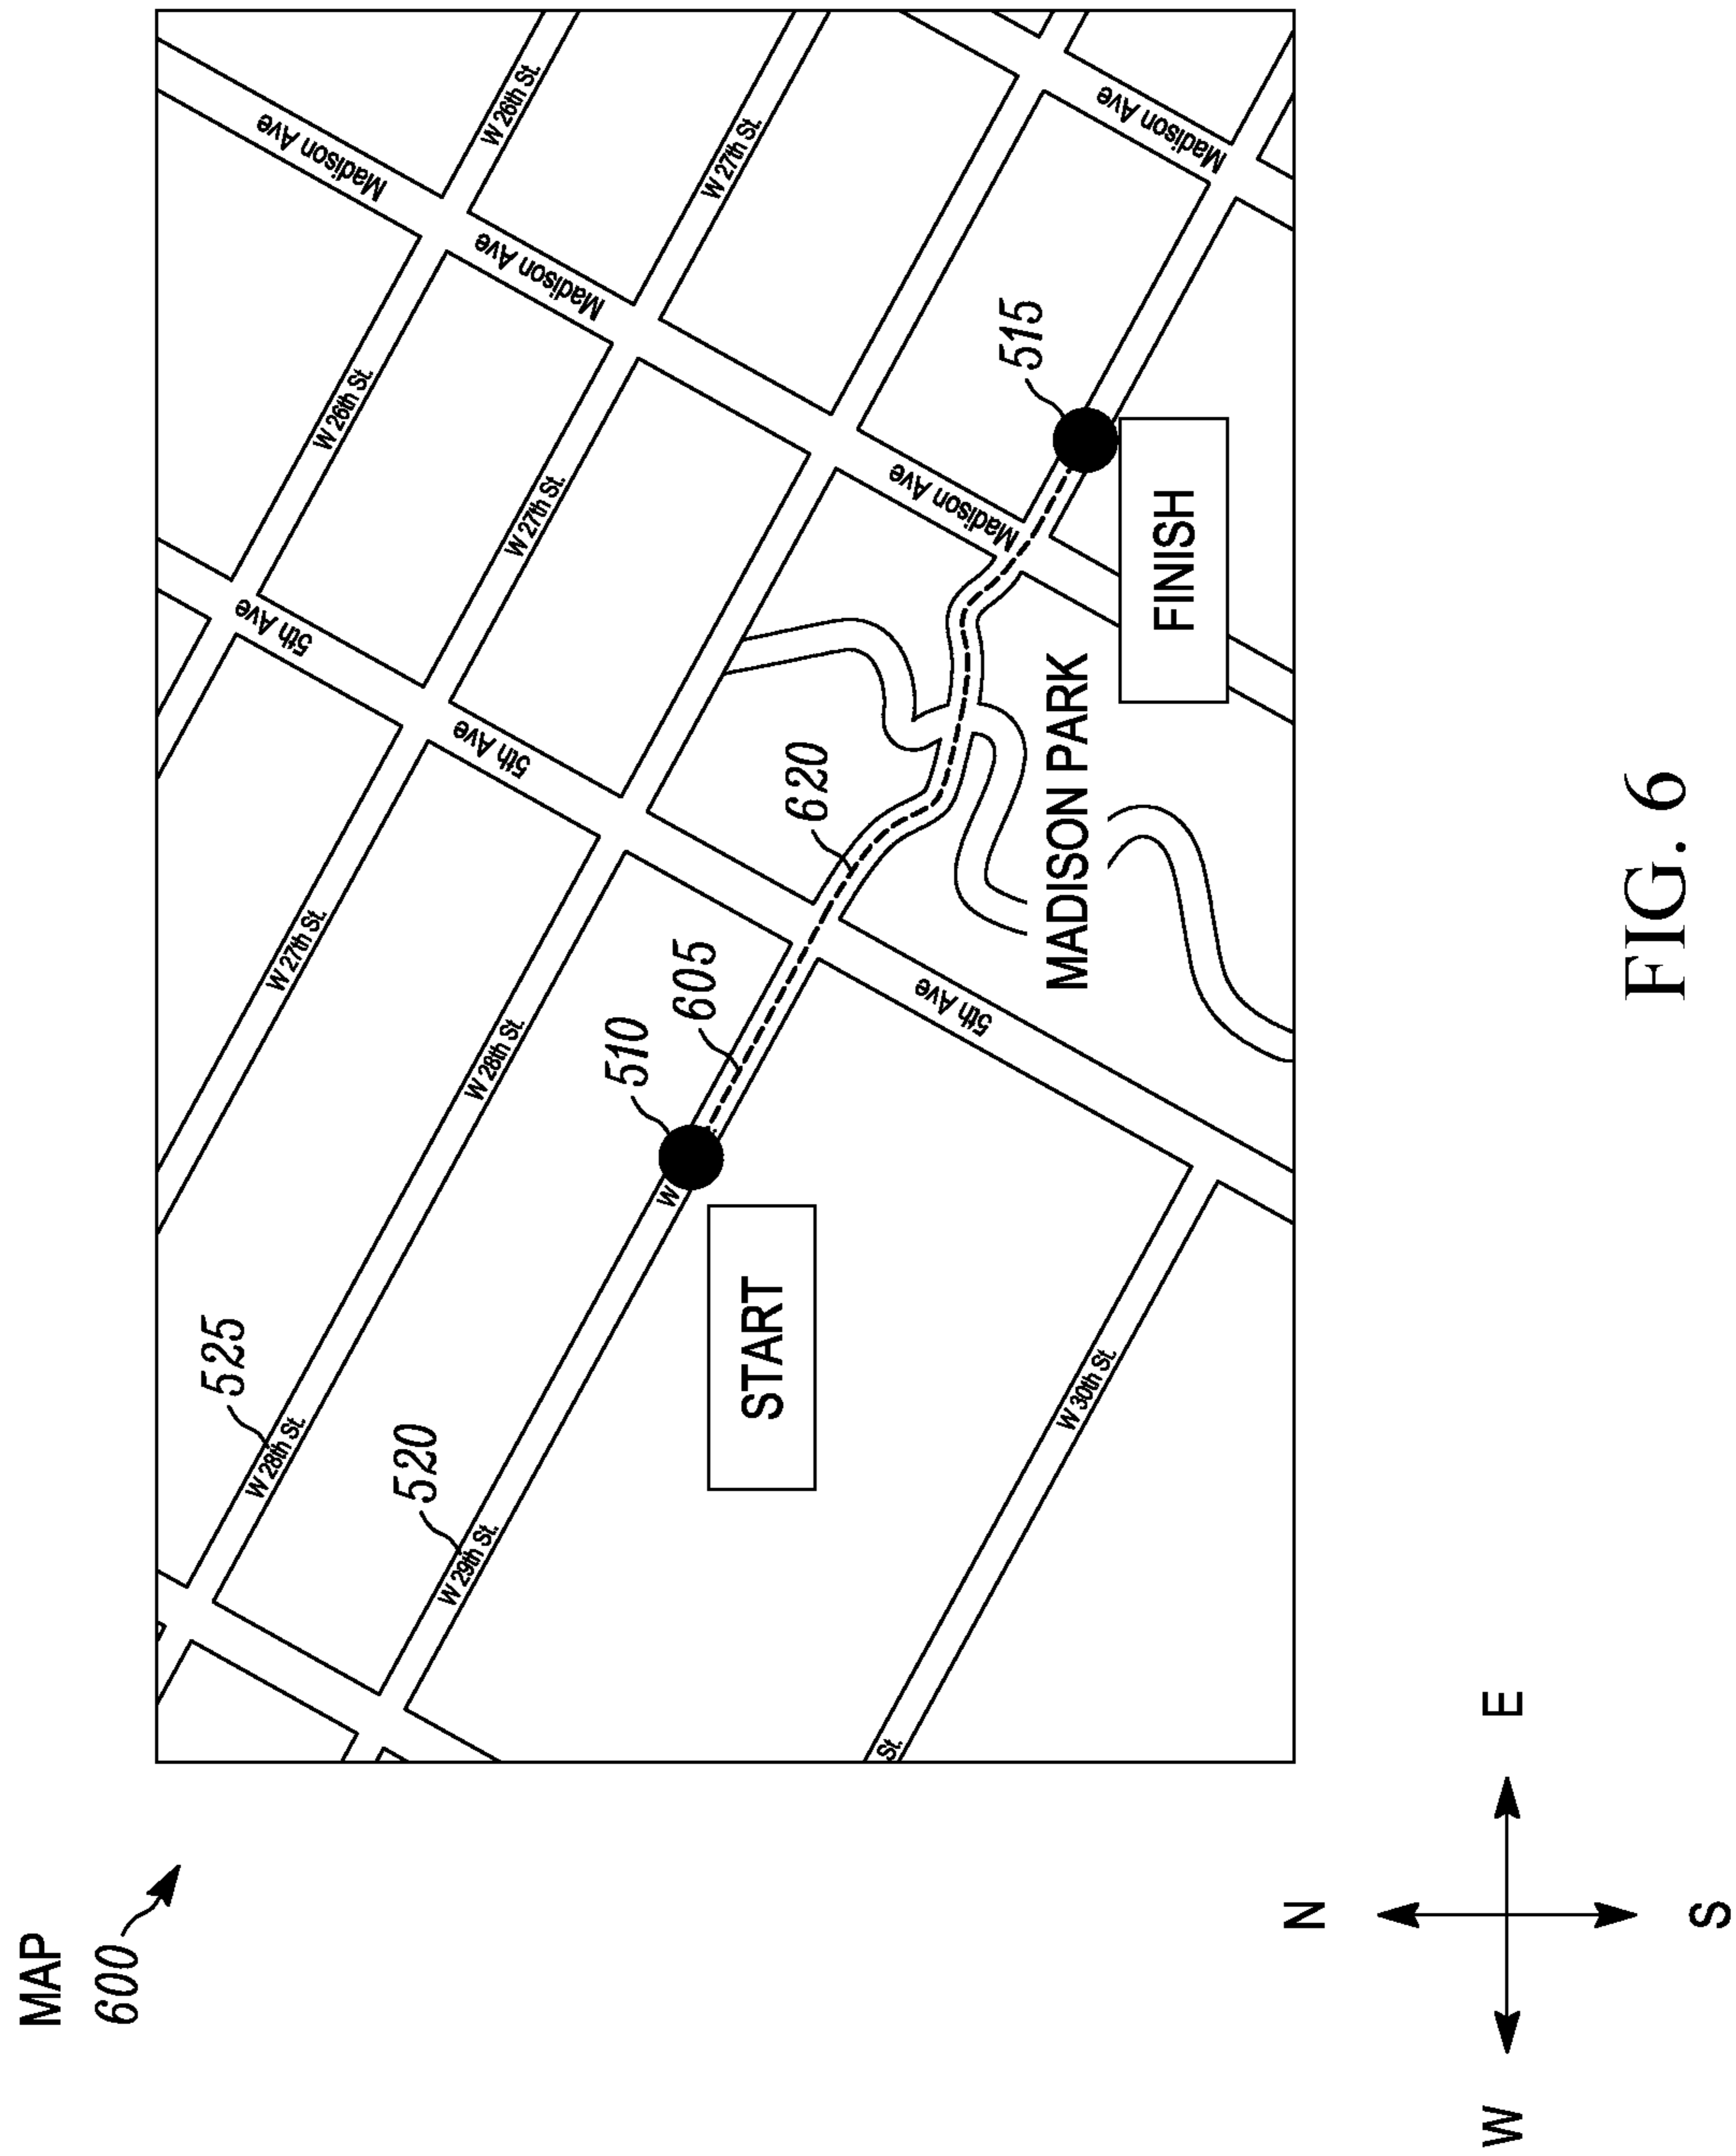 MAP
600
525
W 28th St.
520
W 29th St.
W 27th St.
W 28th St.
510
605
W
START
W 30th St.
St.
5th Ave
5th Ave
5th Ave
620
W 26th St.
W 27th St.
Madison Ave
Madison Ave
Madison Ave
Madison Ave
W 26th St.
W 27th St.
515
MADISON PARK
FINISH
N
W
E
S
FIG. 6